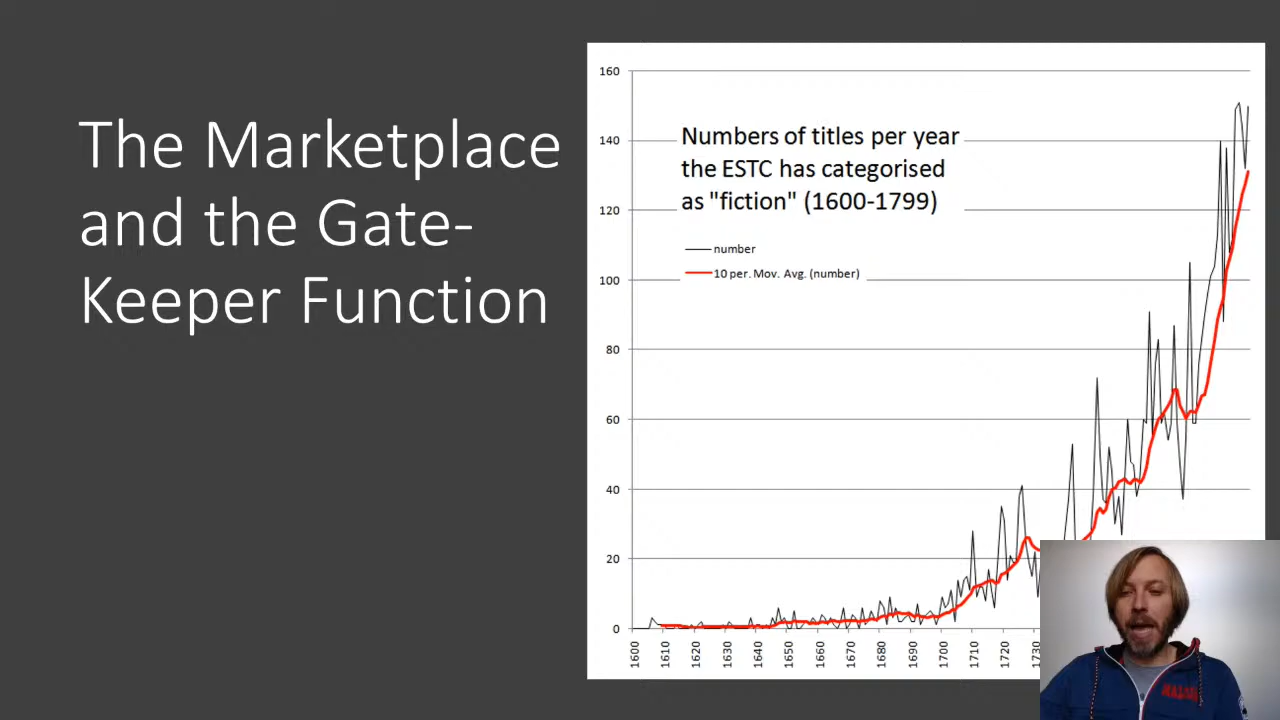 The Marketplace
and the Gate-
Keeper Function
160
140
120
100
80
60
40
20
0
Numbers of titles per year
the ESTC has categorised
as "fiction" (1600-1799)
number
10 per. Mov. Avg. (number)
1600
1610
1620
1630
1640
1650
1660
1670
1680
1690
1700
1710
1720